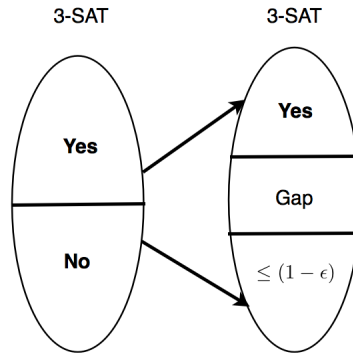 3-SAT
3-SAT
Yes
Yes
Gap
No
≤ (1 − ϵ)